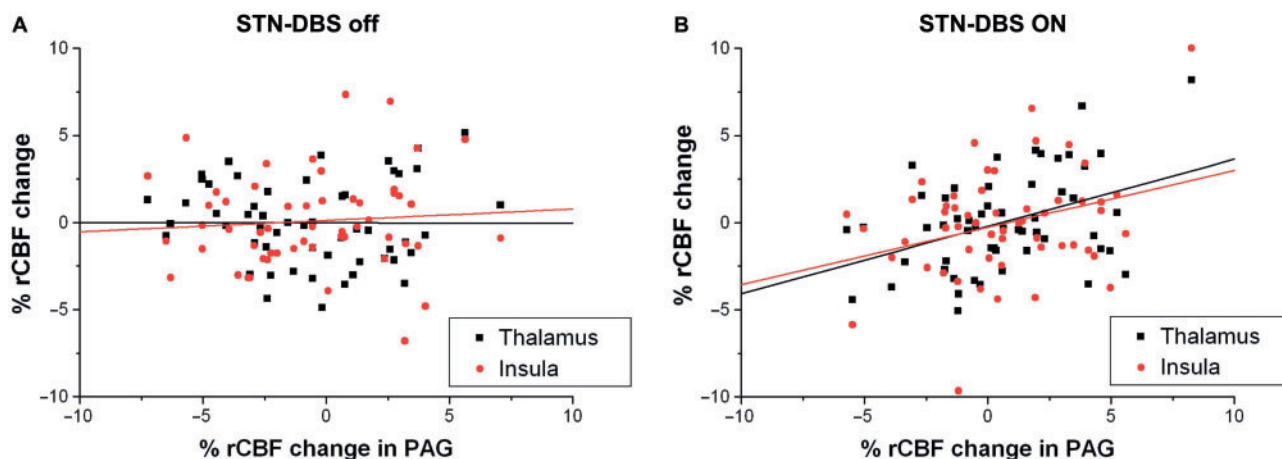 A
STN-DBS off
10
5
0
−5
−10
% rCBF change
−10
−5
0
5
10
% rCBF change in PAG
Thalamus
Insula
B
STN-DBS ON
10
5
0
−5
−10
% rCBF change
−10
−5
0
5
10
% rCBF change in PAG
Thalamus
Insula